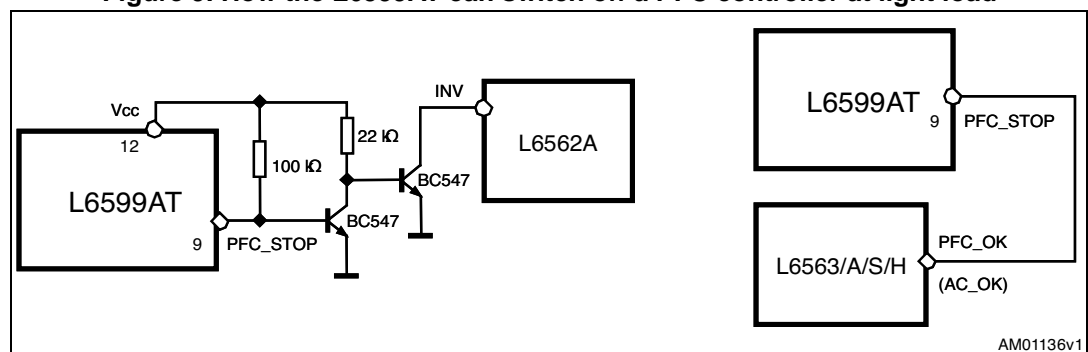 Figure How the L6599AT can switch off a PFC controller at light load
Vcc
12
L6599AT
9
PFC_STOP
100 kΩ
22 kΩ
BC547
BC547
INV
L6562A
L6599AT
9
PFC_STOP
L6563/A/S/H
PFC_OK
(AC_OK)
AM01136v1